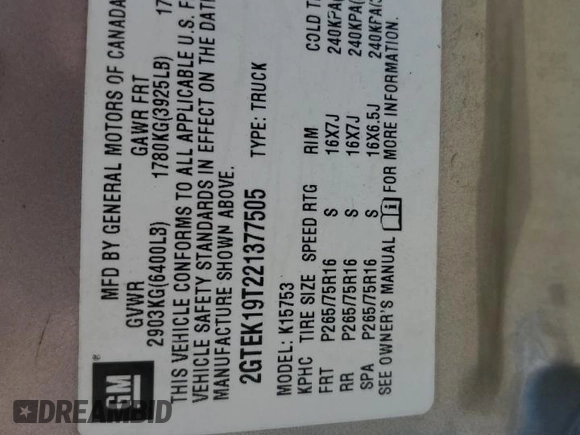 GM
MFD BY GENERAL MOTORS OF CANADA
GVWR GAWR FRT
2903KG(6400LB) 1780KG(3925LB) 17
THIS VEHICLE CONFORMS TO ALL APPLICABLE U.S. F
VEHICLE SAFETY STANDARDS IN EFFECT ON THE DATE
MANUFACTURE SHOWN ABOVE.
2GTEK19T221377505 TYPE: TRUCK
MODEL: K15753
KPHC TIRE SIZE SPEED RTG RIM COLD T
FRT P265/75R16 S 16X7J 240KPA(
RR P265/75R16 S 16X7J 240KPA(
SPA P265/75R16 S 16X6.5J 240KPA(3
SEE OWNER'S MANUAL i FOR MORE INFORMATION.
DREAMBID